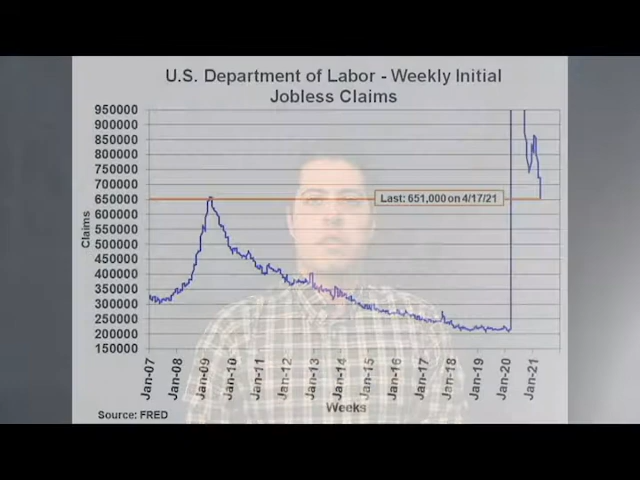 U.S. Department of Labor - Weekly Initial
Jobless Claims
950000
900000
850000
800000
750000
700000
650000
600000
550000
500000
450000
400000
350000
300000
250000
200000
150000
Claims
Last: 651,000 on 4/17/21
Jan-07
Jan-08
Jan-09
Jan-10
Jan-11
Jan-12
Jan-13
Jan-14
Jan-15
Jan-16
Jan-17
Jan-18
Jan-19
Jan-20
Jan-21
Weeks
Source: FRED